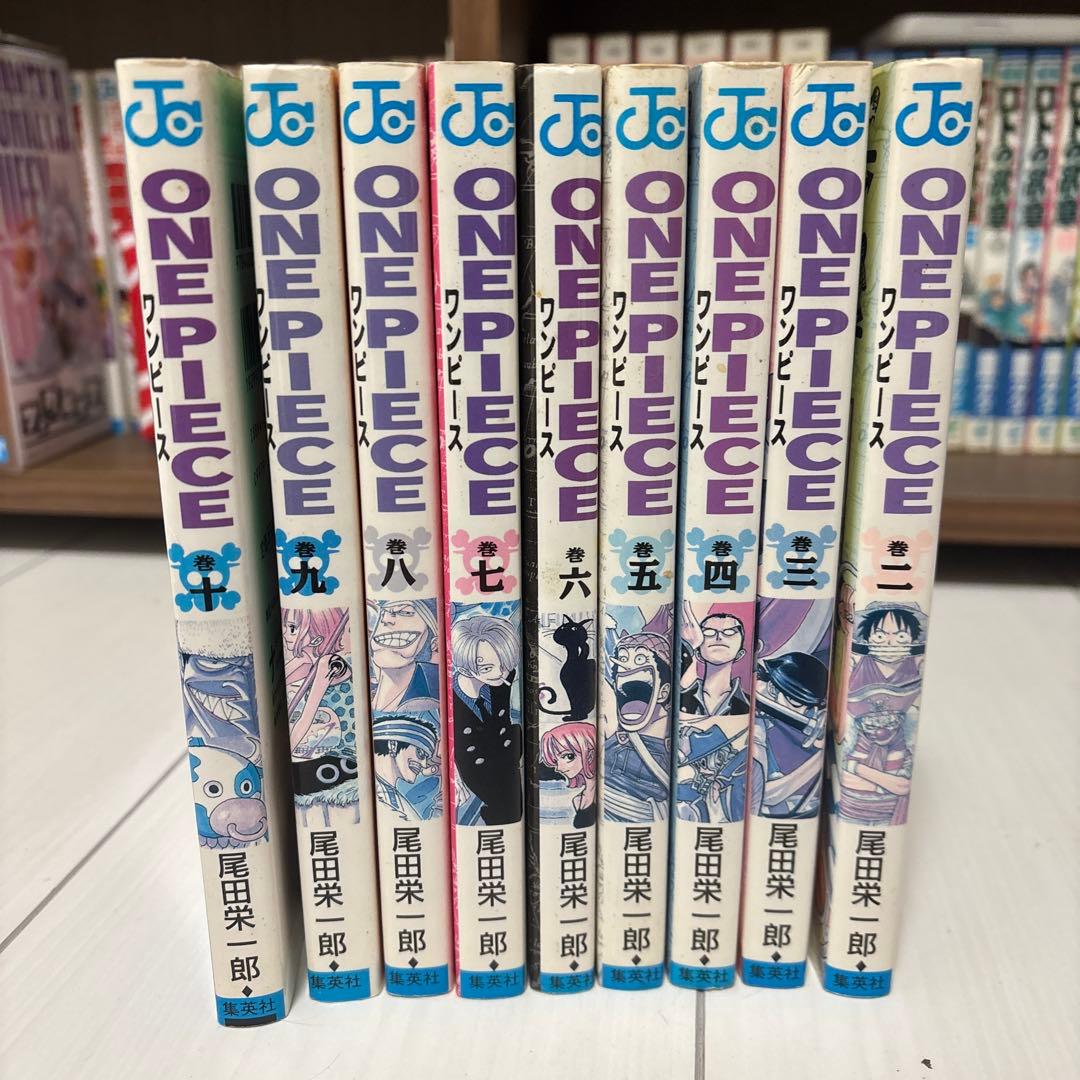 JC
ONE PIECE
ワンピース
巻十
尾田栄一郎
集英社
JC
ONE PIECE
ワンピース
巻九
尾田栄一郎
集英社
JC
ONE PIECE
ワンピース
巻八
尾田栄一郎
集英社
JC
ONE PIECE
ワンピース
巻七
尾田栄一郎
集英社
JC
ONE PIECE
ワンピース
巻六
尾田栄一郎
集英社
JC
ONE PIECE
ワンピース
巻五
尾田栄一郎
集英社
JC
ONE PIECE
ワンピース
巻四
尾田栄一郎
集英社
JC
ONE PIECE
ワンピース
巻三
尾田栄一郎
集英社
JC
ONE PIECE
ワンピース
巻二
尾田栄一郎
集英社